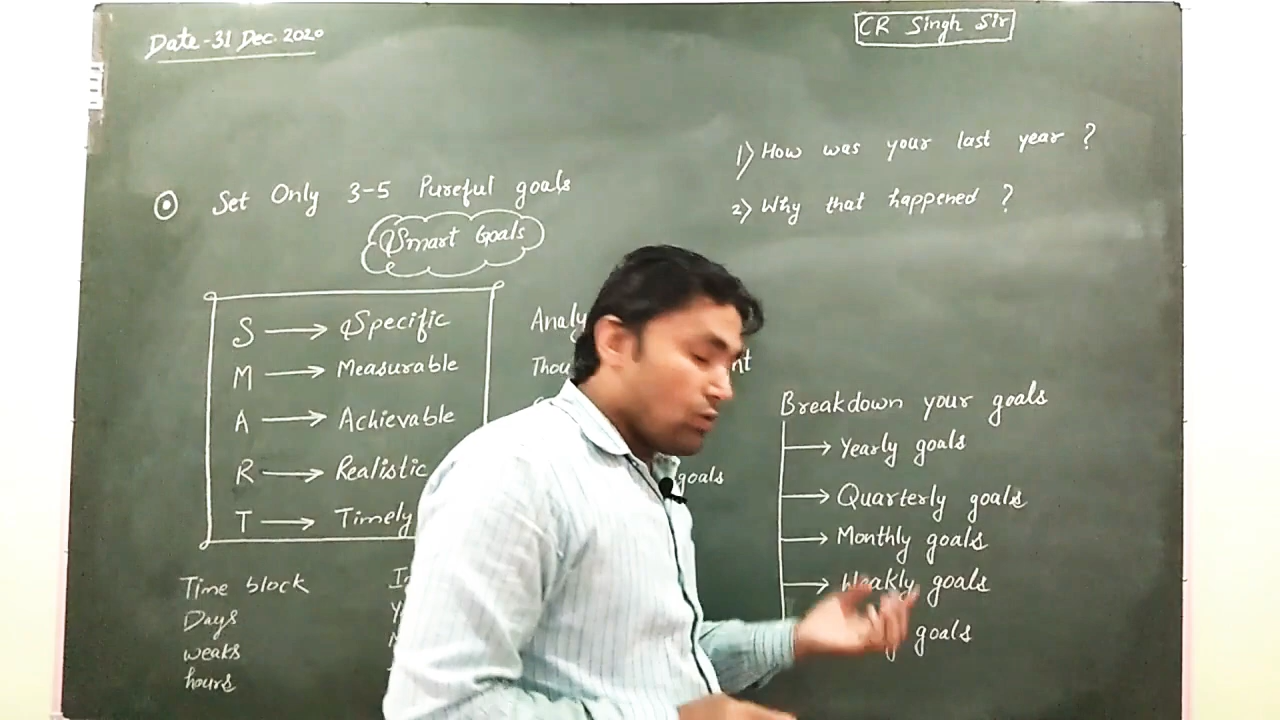 Date-31 Dec. 2020
CR Singh Sir
1) How was your last year ?
2) Why that happened ?
Set Only 3-5 Pureful goals
Smart Goals
S → Specific
M → Measurable
A → Achievable
R → Realistic
T → Timely
goals
Breakdown your goals
→ Yearly goals
→ Quarterly goals
→ Monthly goals
→ Weakly goals
goals
Time block
Days
weaks
hours